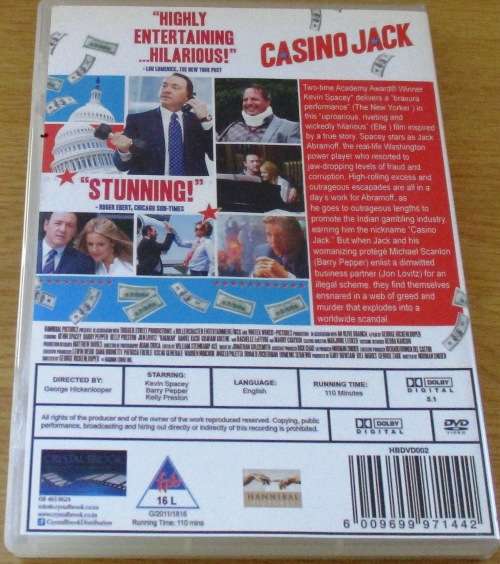 "HIGHLY
ENTERTAINING
...HILARIOUS!"
- LOU LUMENICK, THE NEW YORK POST
CASINO JACK
"STUNNING!"
- ROGER EBERT, CHICAGO SUN-TIMES
Two-time Academy Award® Winner
Kevin Spacey" delivers a "bravura
performance" (The New Yorker ) in
this "uproarious, riveting and
wickedly hilarious" (Elle ) film inspired
by a true story. Spacey stars as Jack
Abramoff, the real-life Washington
power player who resorted to
jaw-dropping levels of fraud and
corruption. High-rolling excess and
outrageous escapades are all in a
day's work for Abramoff, as
he goes to outrageous lengths to
promote the Indian gambling industry,
earning him the nickname "Casino
Jack." But when Jack and his
womanizing protégé Michael Scanlon
(Barry Pepper) enlist a dimwitted
business partner (Jon Lovitz) for an
illegal scheme, they find themselves
ensnared in a web of greed and
murder that explodes into a
worldwide scandal.
DIRECTED BY:
George Hickenlooper
STARRING:
Kevin Spacey
Barry Pepper
Kelly Preston
LANGUAGE:
English
RUNNING TIME:
110 Minutes
DOLBY
DIGITAL
5.1
All rights of the producer and of the owner of the work reproduced reserved. Copying, public
performance, broadcasting and hiring out directly or indirectly of this recording is prohibited.
DOLBY
DIGITAL
DVD
VIDEO
HBDVD002
16 L
G/2011/1818
Running Time: 110 mins
HANNIBAL
6 009699 971442